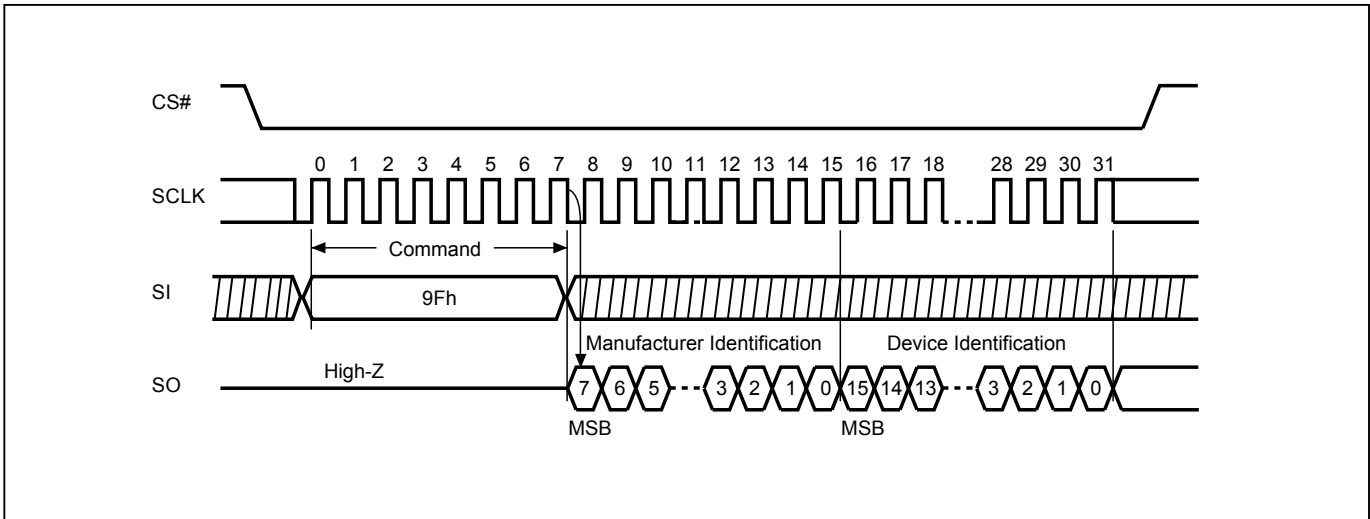 CS#
0 1 2 3 4 5 6 7 8 9 10 11 12 13 14 15 16 17 18 28 29 30 31
SCLK
Command
SI
9Fh
Manufacturer Identification Device Identification
High-Z
SO
7 6 5 3 2 1 0 15 14 13 3 2 1 0
MSB MSB